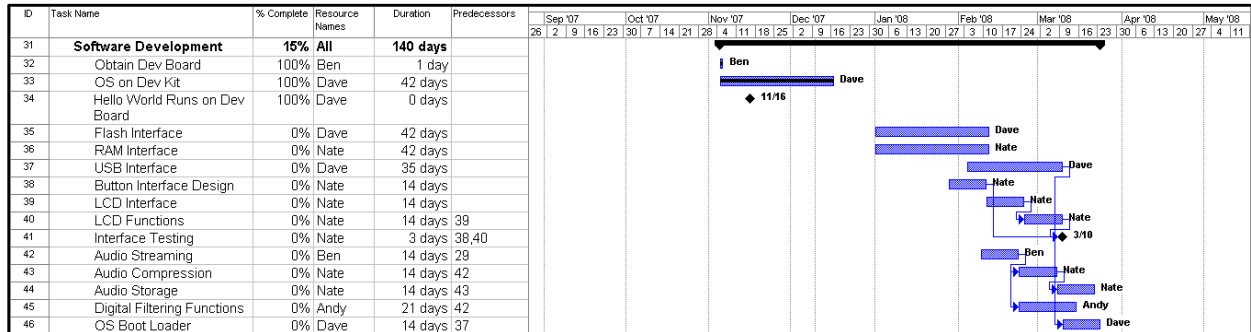 ID Task Name % Complete Resource Names Duration Predecessors
Sep '07 Oct '07 Nov '07 Dec '07 Jan '08 Feb '08 Mar '08 Apr '08 May '08
26 2 9 16 23 30 7 14 21 28 4 11 18 25 2 9 16 23 30 6 13 20 27 3 10 17 24 2 9 16 23 30 6 13 20 27 4 11
31 Software Development 15% All 140 days
32 Obtain Dev Board 100% Ben 1 day Ben
33 OS on Dev Kit 100% Dave 42 days Dave
34 Hello World Runs on Dev Board 100% Dave 0 days 11/16
35 Flash Interface 0% Dave 42 days Dave
36 RAM Interface 0% Nate 42 days Nate
37 USB Interface 0% Dave 35 days Dave
38 Button Interface Design 0% Nate 14 days Nate
39 LCD Interface 0% Nate 14 days Nate
40 LCD Functions 0% Nate 14 days 39 Nate
41 Interface Testing 0% Nate 3 days 38,40 3/10
42 Audio Streaming 0% Ben 14 days 29 Ben
43 Audio Compression 0% Nate 14 days 42 Nate
44 Audio Storage 0% Nate 14 days 43 Nate
45 Digital Filtering Functions 0% Andy 21 days 42 Andy
46 OS Boot Loader 0% Dave 14 days 37 Dave